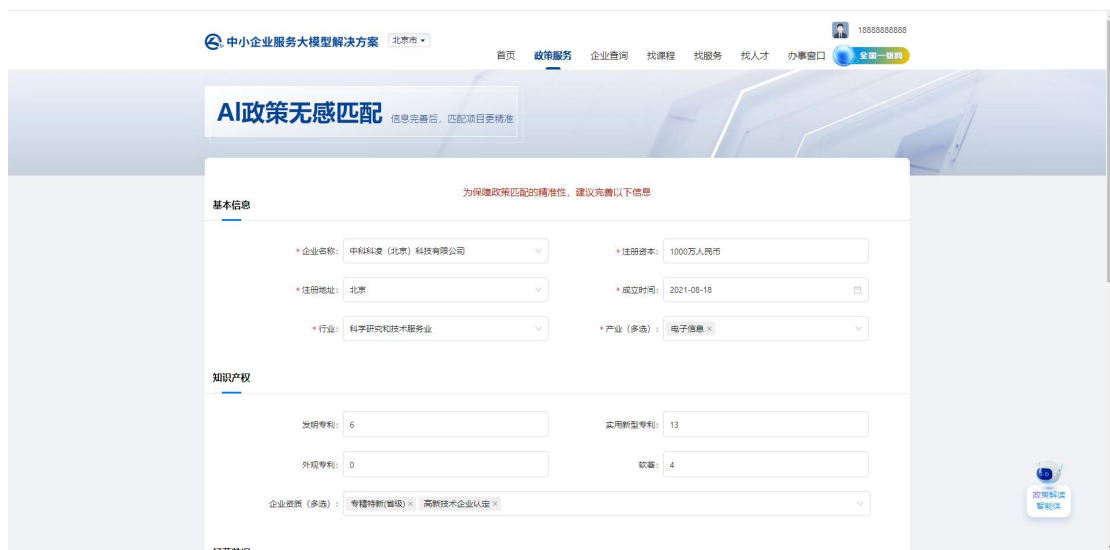 中小企业服务大模型解决方案 北京市
18888888888
首页 政策服务 企业查询 找课程 找服务 找人才 办事窗口 全国一张网
AI政策无感匹配 信息完善后，匹配项目更精准
为保障政策匹配的精准性，建议完善以下信息
基本信息
* 企业名称: 中科科凌（北京）科技有限公司 * 注册资本: 1000万人民币
* 注册地址: 北京 * 成立时间: 2021-08-18
* 行业: 科学研究和技术服务业 * 产业（多选）: 电子信息 ×
知识产权
发明专利: 6 实用新型专利: 13
外观专利: 0 软著: 4
企业资质（多选）: 专精特新(省级) × 高新技术企业认定 ×
政策解读
智能体